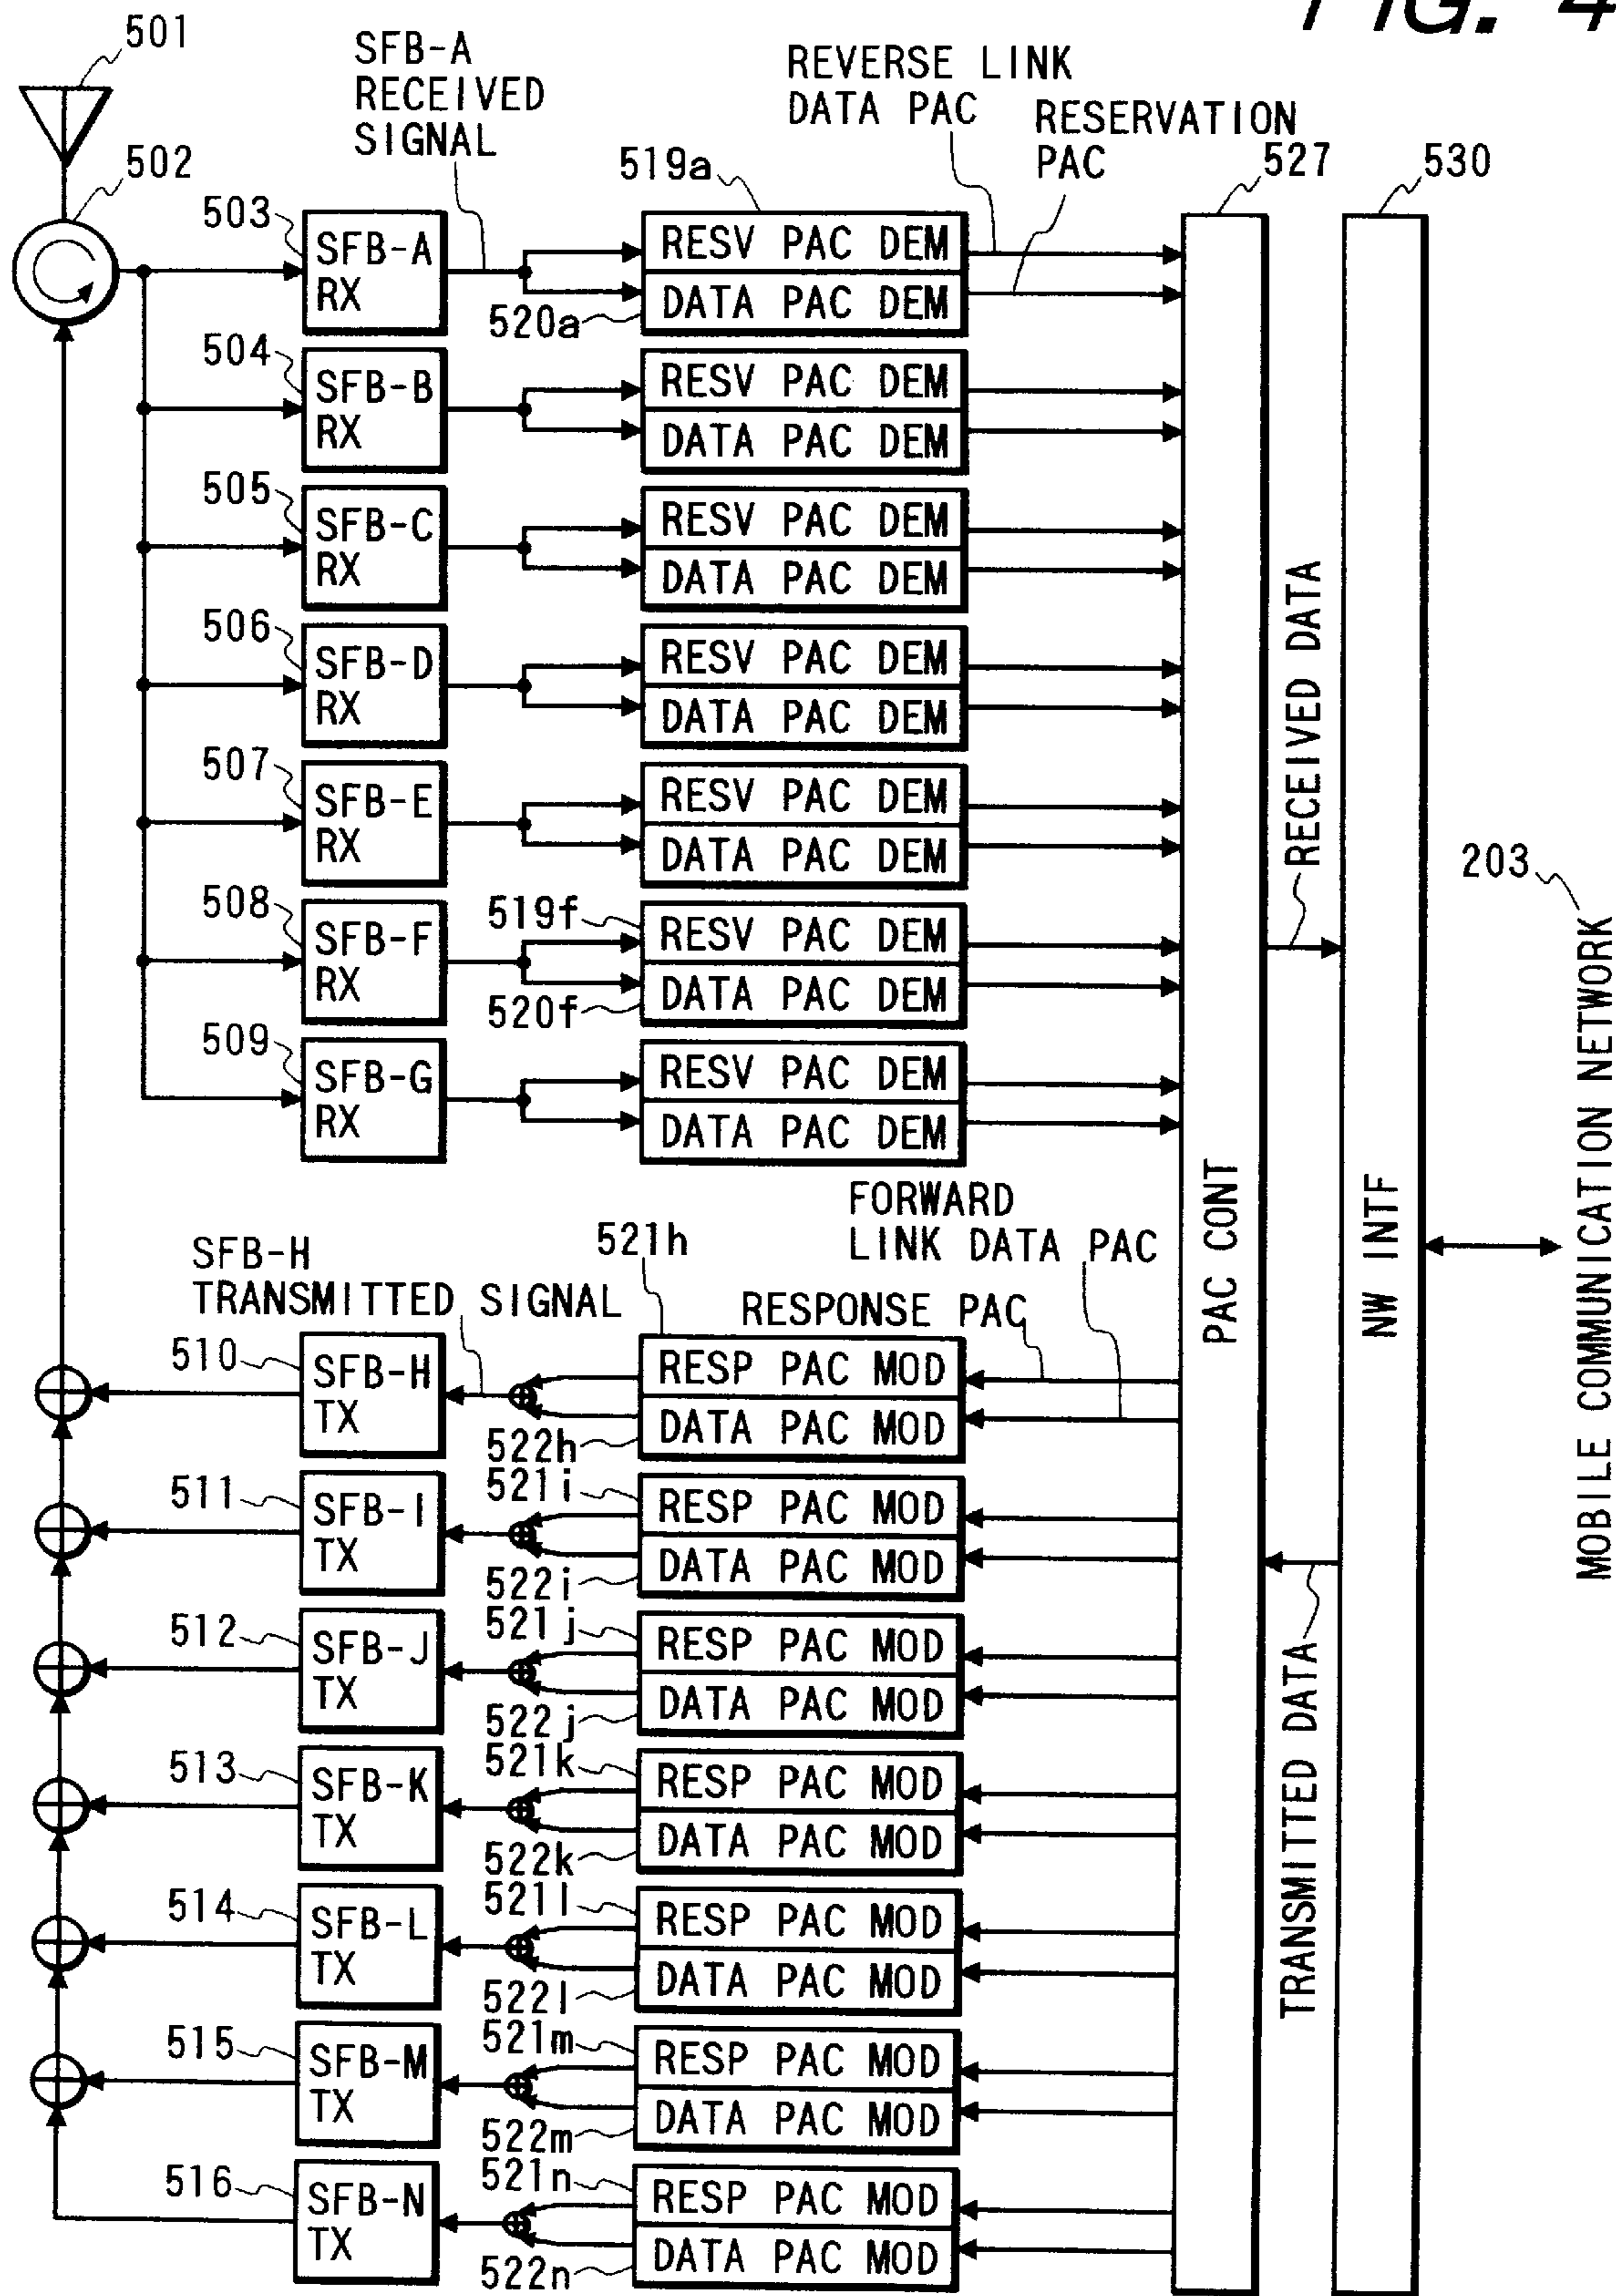 FIG. 4
501
502
SFB-A
RECEIVED
SIGNAL
REVERSE LINK
DATA PAC
RESERVATION
PAC
519a
527
530
503
SFB-A
RX
RESV PAC DEM
DATA PAC DEM
520a
504
SFB-B
RX
RESV PAC DEM
DATA PAC DEM
505
SFB-C
RX
RESV PAC DEM
DATA PAC DEM
506
SFB-D
RX
RESV PAC DEM
DATA PAC DEM
507
SFB-E
RX
RESV PAC DEM
DATA PAC DEM
508
SFB-F
RX
519f
RESV PAC DEM
DATA PAC DEM
520f
509
SFB-G
RX
RESV PAC DEM
DATA PAC DEM
RECEIVED DATA
203
MOBILE COMMUNICATION NETWORK
PAC CONT
NW INTF
FORWARD
LINK DATA PAC
SFB-H
TRANSMITTED SIGNAL
521h
RESPONSE PAC
510
SFB-H
TX
RESP PAC MOD
DATA PAC MOD
522h
511
SFB-I
TX
521i
RESP PAC MOD
DATA PAC MOD
522i
512
SFB-J
TX
521j
RESP PAC MOD
DATA PAC MOD
522j
TRANSMITTED DATA
513
SFB-K
TX
521k
RESP PAC MOD
DATA PAC MOD
522k
514
SFB-L
TX
521l
RESP PAC MOD
DATA PAC MOD
522l
515
SFB-M
TX
521m
RESP PAC MOD
DATA PAC MOD
522m
516
SFB-N
TX
521n
RESP PAC MOD
DATA PAC MOD
522n